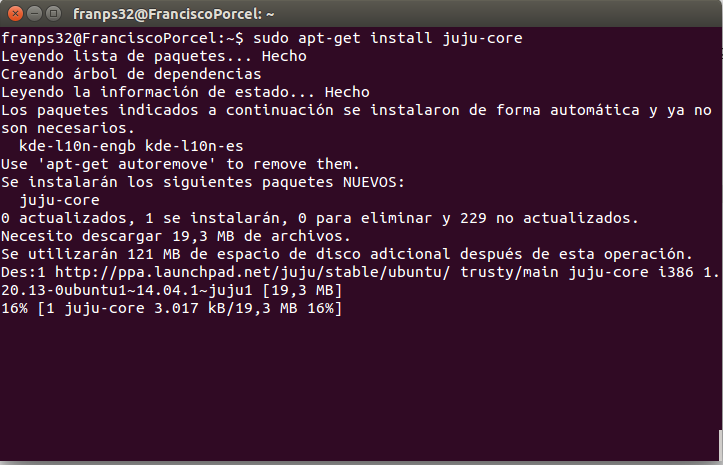 franps32@FranciscoPorcel: ~
franps32@FranciscoPorcel:~$ sudo apt-get install juju-core
Leyendo lista de paquetes... Hecho
Creando árbol de dependencias
Leyendo la información de estado... Hecho
Los paquetes indicados a continuación se instalaron de forma automática y ya no
son necesarios.
  kde-l10n-engb kde-l10n-es
Use 'apt-get autoremove' to remove them.
Se instalarán los siguientes paquetes NUEVOS:
  juju-core
0 actualizados, 1 se instalarán, 0 para eliminar y 229 no actualizados.
Necesito descargar 19,3 MB de archivos.
Se utilizarán 121 MB de espacio de disco adicional después de esta operación.
Des:1 http://ppa.launchpad.net/juju/stable/ubuntu/ trusty/main juju-core i386 1.
20.13-0ubuntu1~14.04.1~juju1 [19,3 MB]
16% [1 juju-core 3.017 kB/19,3 MB 16%]